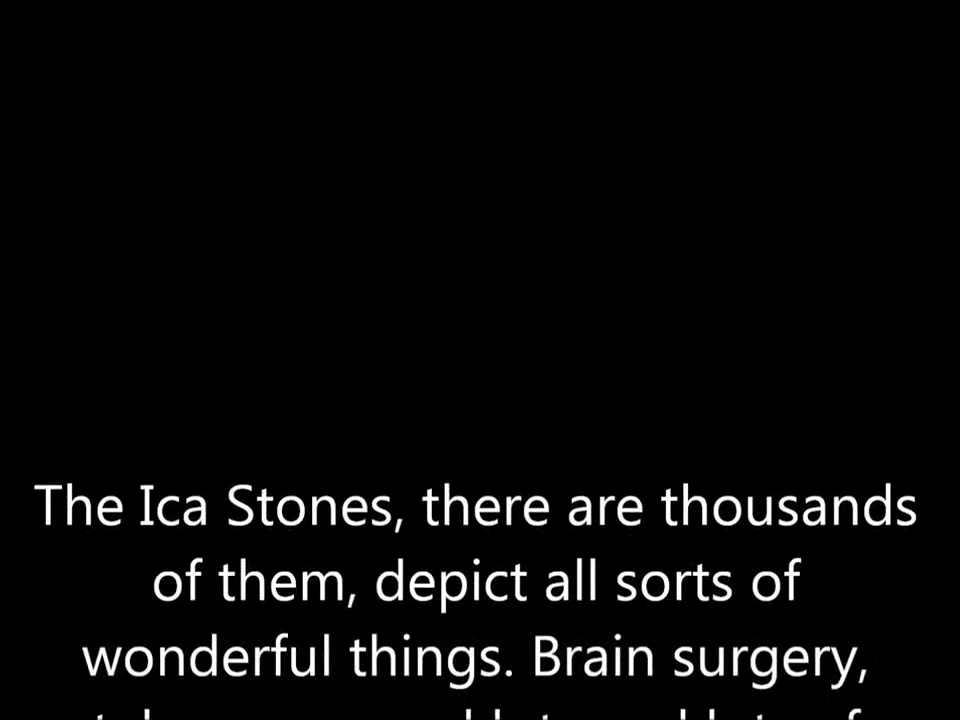 The Ica Stones, there are thousands
of them, depict all sorts of
wonderful things. Brain surgery,